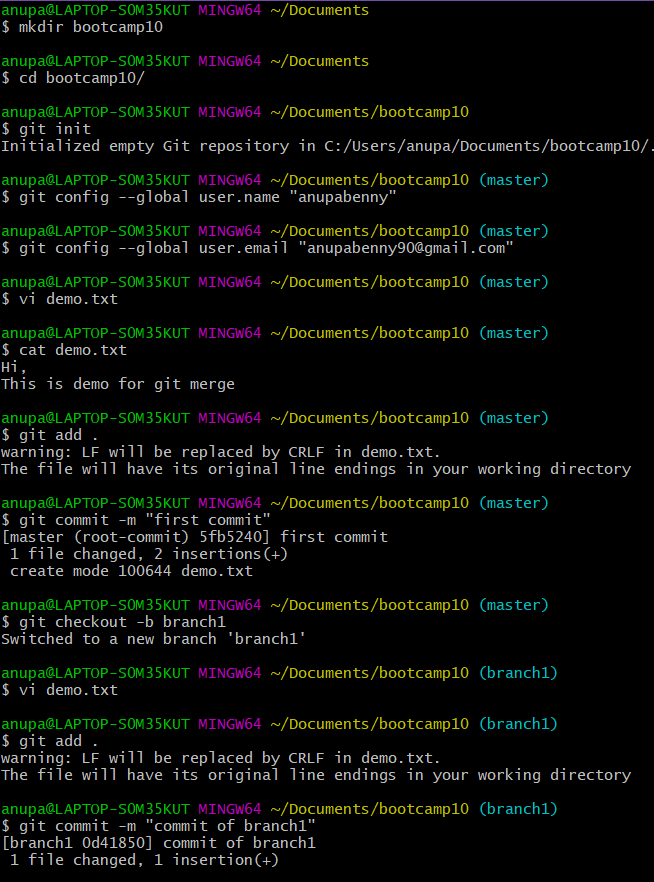 anupa@LAPTOP-SOM35KUT MINGW64 ~/Documents
$ mkdir bootcamp10
anupa@LAPTOP-SOM35KUT MINGW64 ~/Documents
$ cd bootcamp10/
anupa@LAPTOP-SOM35KUT MINGW64 ~/Documents/bootcamp10
$ git init
Initialized empty Git repository in C:/Users/anupa/Documents/bootcamp10/.
anupa@LAPTOP-SOM35KUT MINGW64 ~/Documents/bootcamp10 (master)
$ git config --global user.name "anupabenny"
anupa@LAPTOP-SOM35KUT MINGW64 ~/Documents/bootcamp10 (master)
$ git config --global user.email "anupabenny90@gmail.com"
anupa@LAPTOP-SOM35KUT MINGW64 ~/Documents/bootcamp10 (master)
$ vi demo.txt
anupa@LAPTOP-SOM35KUT MINGW64 ~/Documents/bootcamp10 (master)
$ cat demo.txt
Hi,
This is demo for git merge
anupa@LAPTOP-SOM35KUT MINGW64 ~/Documents/bootcamp10 (master)
$ git add .
warning: LF will be replaced by CRLF in demo.txt.
The file will have its original line endings in your working directory
anupa@LAPTOP-SOM35KUT MINGW64 ~/Documents/bootcamp10 (master)
$ git commit -m "first commit"
[master (root-commit) 5fb5240] first commit
 1 file changed, 2 insertions(+)
 create mode 100644 demo.txt
anupa@LAPTOP-SOM35KUT MINGW64 ~/Documents/bootcamp10 (master)
$ git checkout -b branch1
Switched to a new branch 'branch1'
anupa@LAPTOP-SOM35KUT MINGW64 ~/Documents/bootcamp10 (branch1)
$ vi demo.txt
anupa@LAPTOP-SOM35KUT MINGW64 ~/Documents/bootcamp10 (branch1)
$ git add .
warning: LF will be replaced by CRLF in demo.txt.
The file will have its original line endings in your working directory
anupa@LAPTOP-SOM35KUT MINGW64 ~/Documents/bootcamp10 (branch1)
$ git commit -m "commit of branch1"
[branch1 0d41850] commit of branch1
 1 file changed, 1 insertion(+)